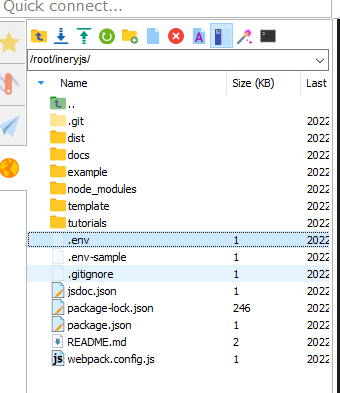 Quick connect...
/root/ineryjs/
Name Size (KB) Last
..
.git 2022
dist 2022
docs 2022
example 2022
node_modules 2022
template 2022
tutorials 2022
.env 1 2022
.env-sample 1 2022
.gitignore 1 2022
jsdoc.json 1 2022
package-lock.json 246 2022
package.json 1 2022
README.md 2 2022
js webpack.config.js 1 2022